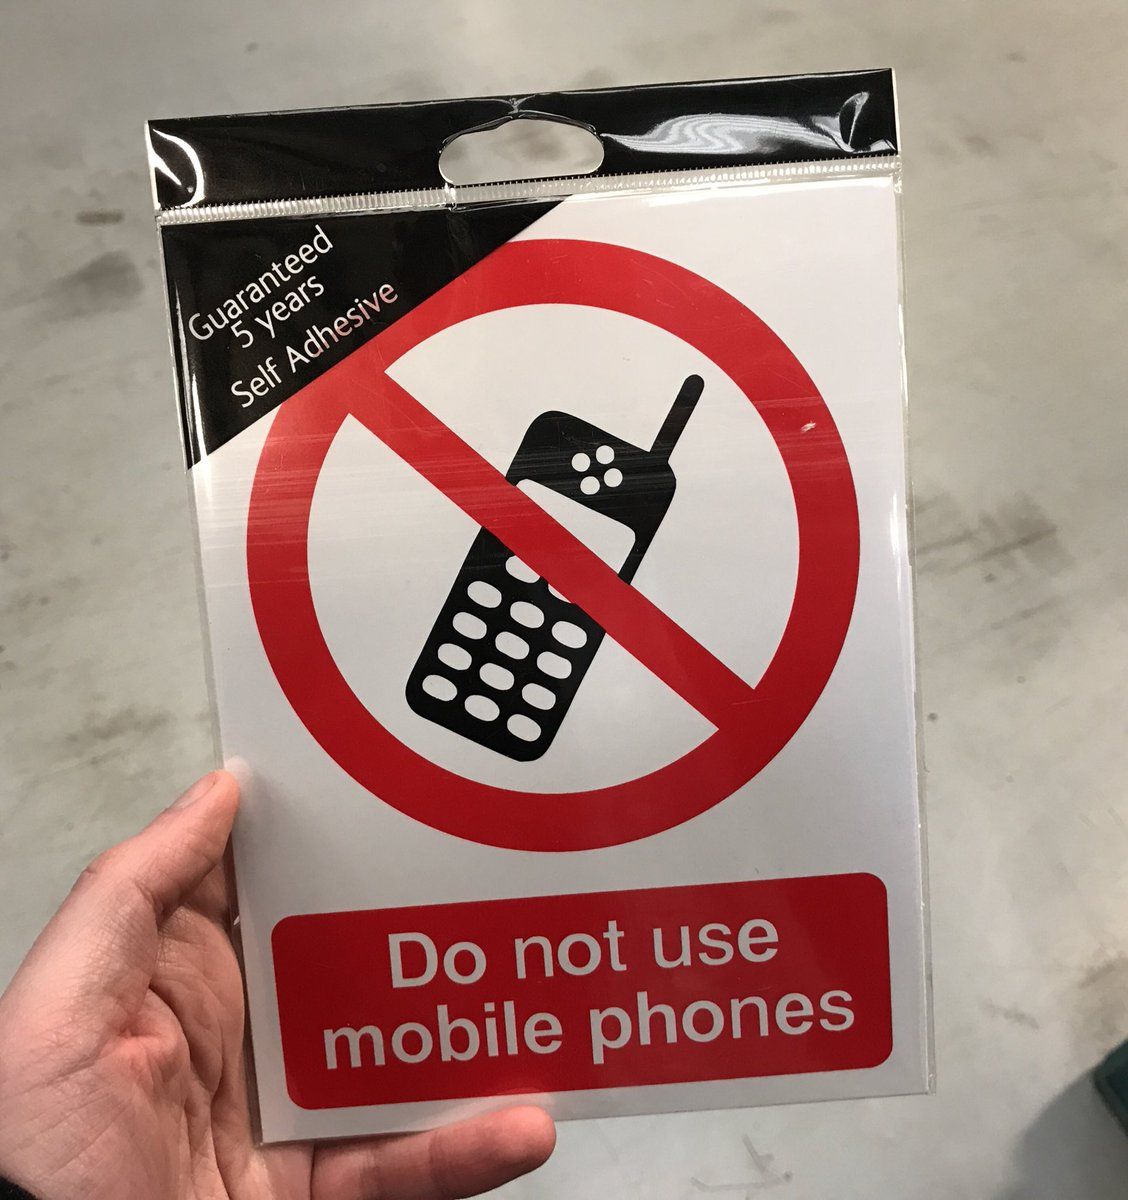 Guaranteed
5 years
Self Adhesive
Do not use
mobile phones